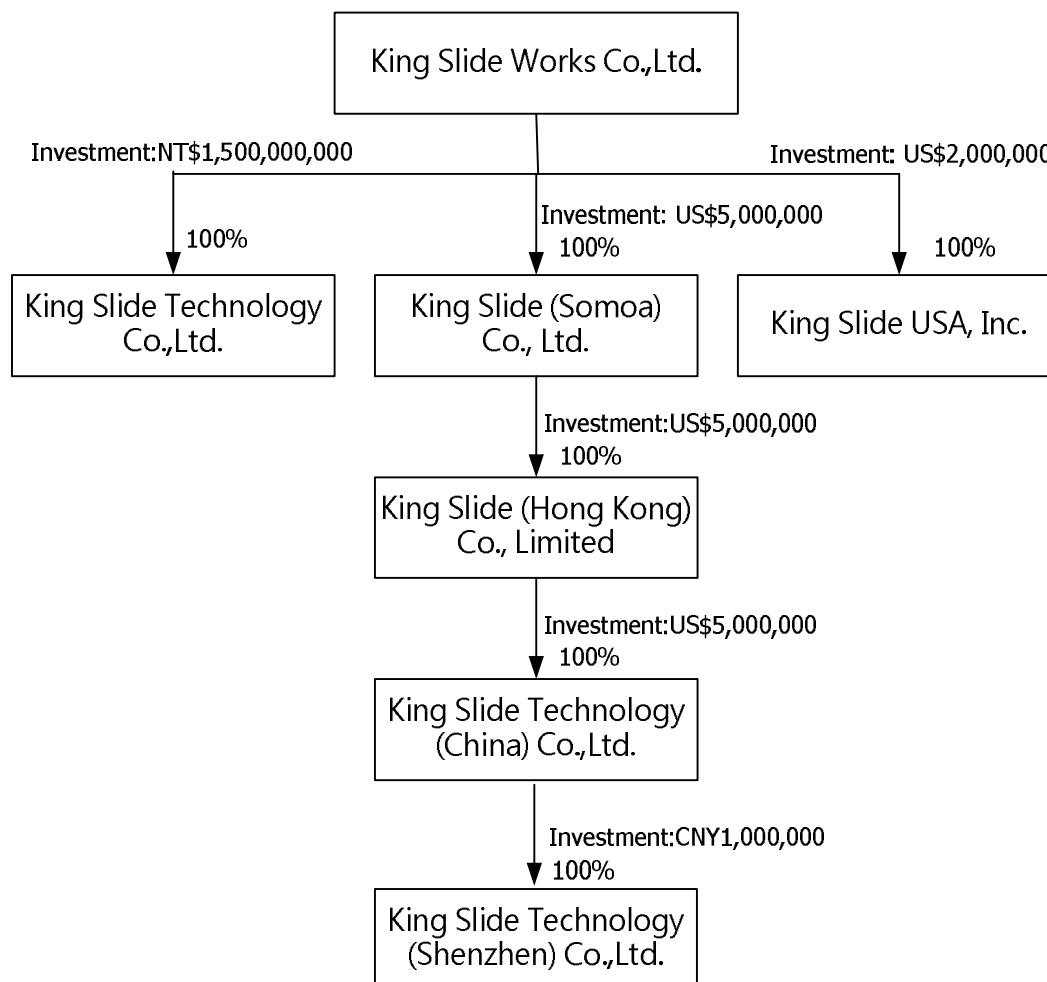 King Slide Works Co.,Ltd.
Investment:NT$1,500,000,000
Investment: US$2,000,000
Investment: US$5,000,000
100%
100%
100%
King Slide Technology
Co.,Ltd.
King Slide (Somoa)
Co., Ltd.
King Slide USA, Inc.
Investment:US$5,000,000
100%
King Slide (Hong Kong)
Co., Limited
Investment:US$5,000,000
100%
King Slide Technology
(China) Co.,Ltd.
Investment:CNY1,000,000
100%
King Slide Technology
(Shenzhen) Co.,Ltd.